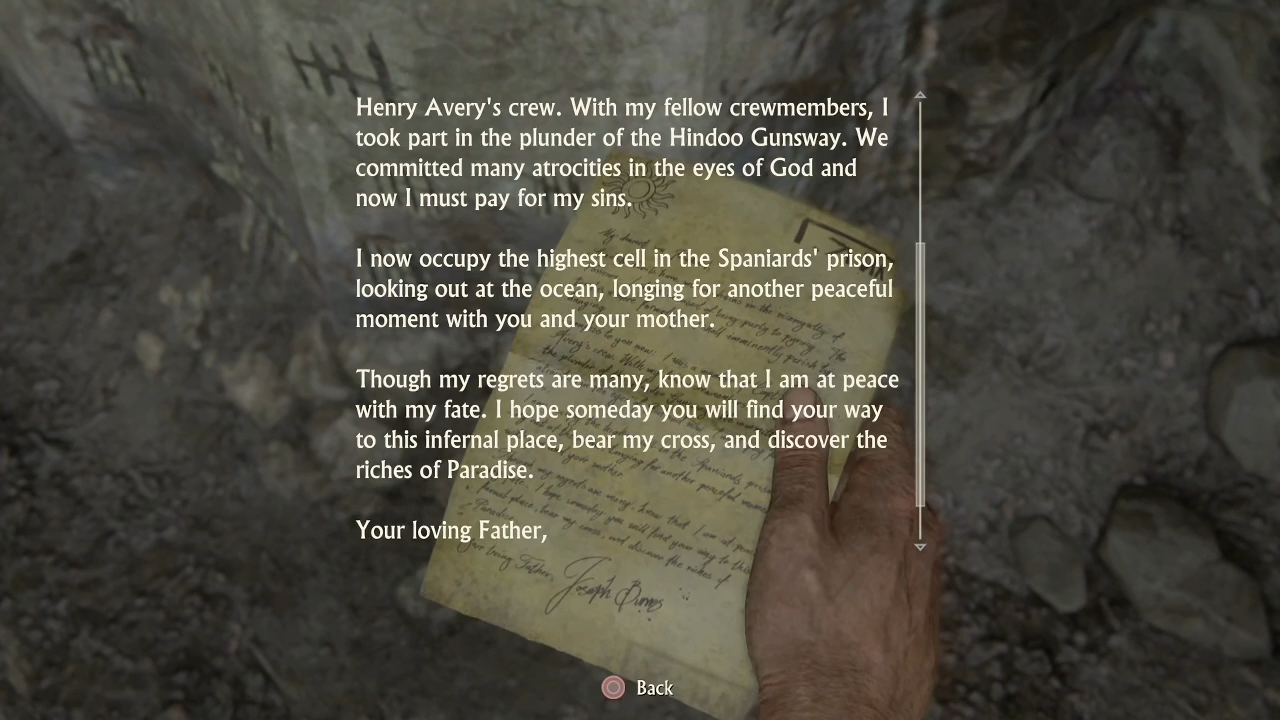 Henry Avery's crew. With my fellow crewmembers, I
took part in the plunder of the Hindoo Gunsway. We
committed many atrocities in the eyes of God and
now I must pay for my sins.
I now occupy the highest cell in the Spaniards' prison,
looking out at the ocean, longing for another peaceful
moment with you and your mother.
Though my regrets are many, know that I am at peace
with my fate. I hope someday you will find your way
to this infernal place, bear my cross, and discover the
riches of Paradise.
Your loving Father,
Joseph Burnes
Back